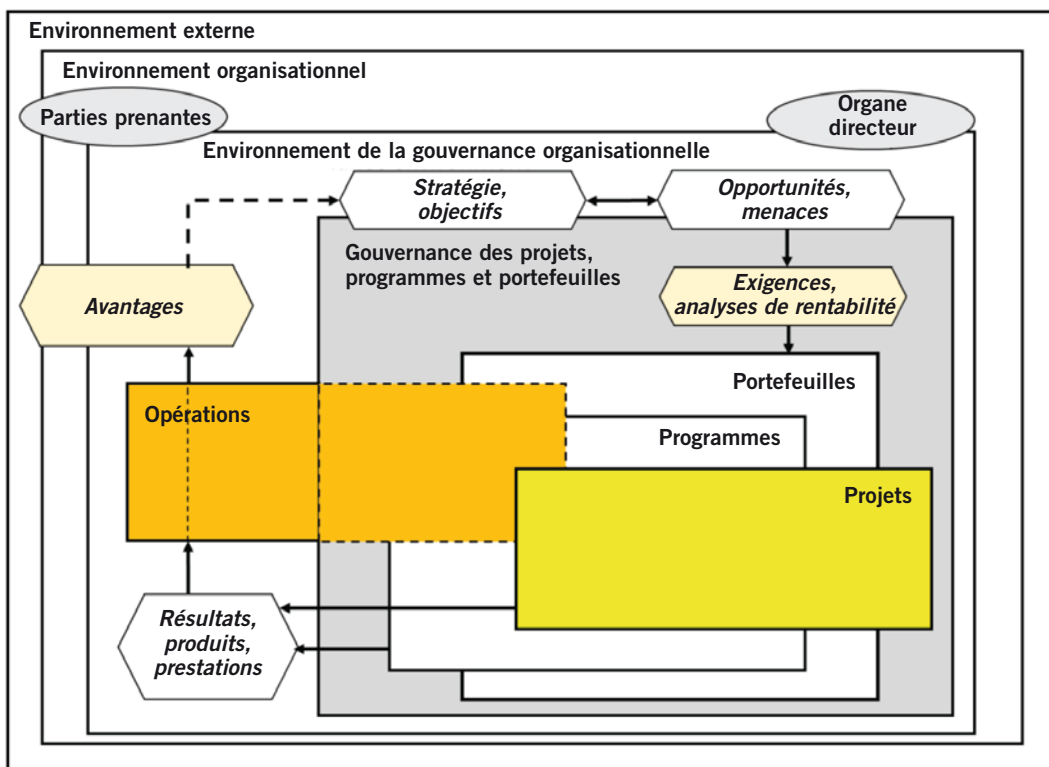 Environnement externe
Environnement organisationnel
Parties prenantes
Organe
directeur
Environnement de la gouvernance organisationnelle
Stratégie,
objectifs
Opportunités,
menaces
Gouvernance des projets,
programmes et portefeuilles
Exigences,
analyses de rentabilité
Avantages
Portefeuilles
Opérations
Programmes
Projets
Résultats,
produits,
prestations